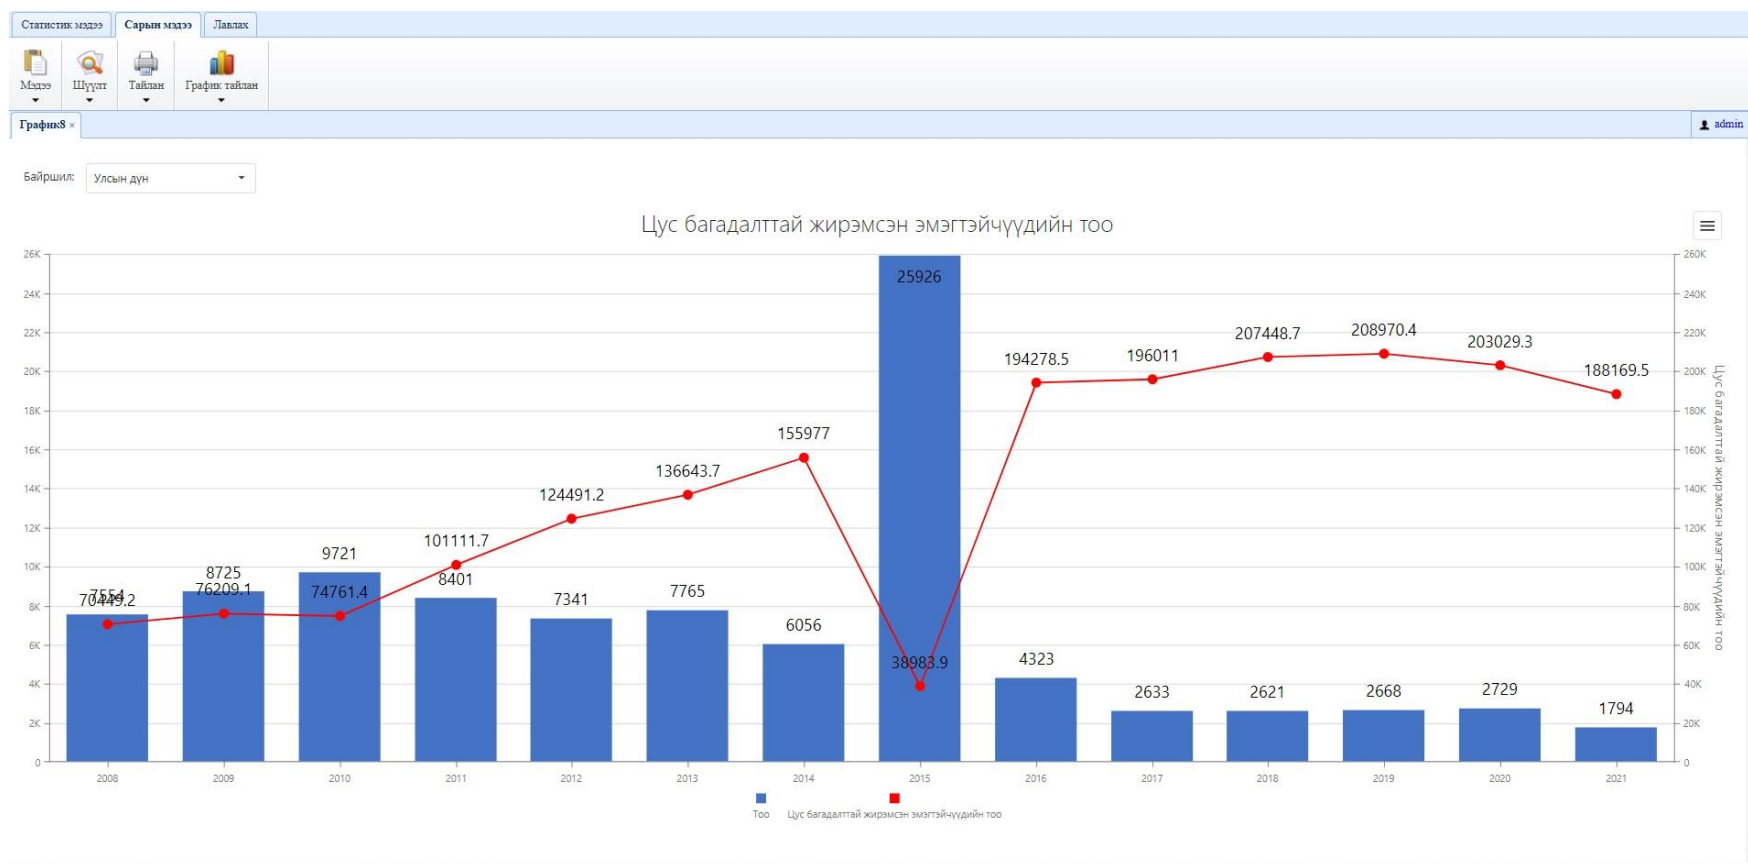 Статистик мэдээ Сарын мэдээ Лавлах
Мэдээ Шүүлт Тайлан График тайлан
График8 × admin
Байршил: Улсын дүн
Цус багадалттай жирэмсэн эмэгтэйчүүдийн тоо
26K 260K
25926
24K 240K
22K 220K
207448.7 208970.4 203029.3
194278.5 196011 188169.5
20K 200K
18K 180K
155977
16K 160K
136643.7
14K 140K
124491.2
12K 120K
101111.7
9721
10K 100K
8725 8401
7554 70449.2 76209.1 74761.4 7341 7765
8K 80K
6056
6K 60K
38983.9 4323
4K 40K
2633 2621 2668 2729
1794
2K 20K
0 0
Цус багадалттай жирэмсэн эмэгтэйчүүдийн тоо
2008 2009 2010 2011 2012 2013 2014 2015 2016 2017 2018 2019 2020 2021
Тоо Цус багадалттай жирэмсэн эмэгтэйчүүдийн тоо